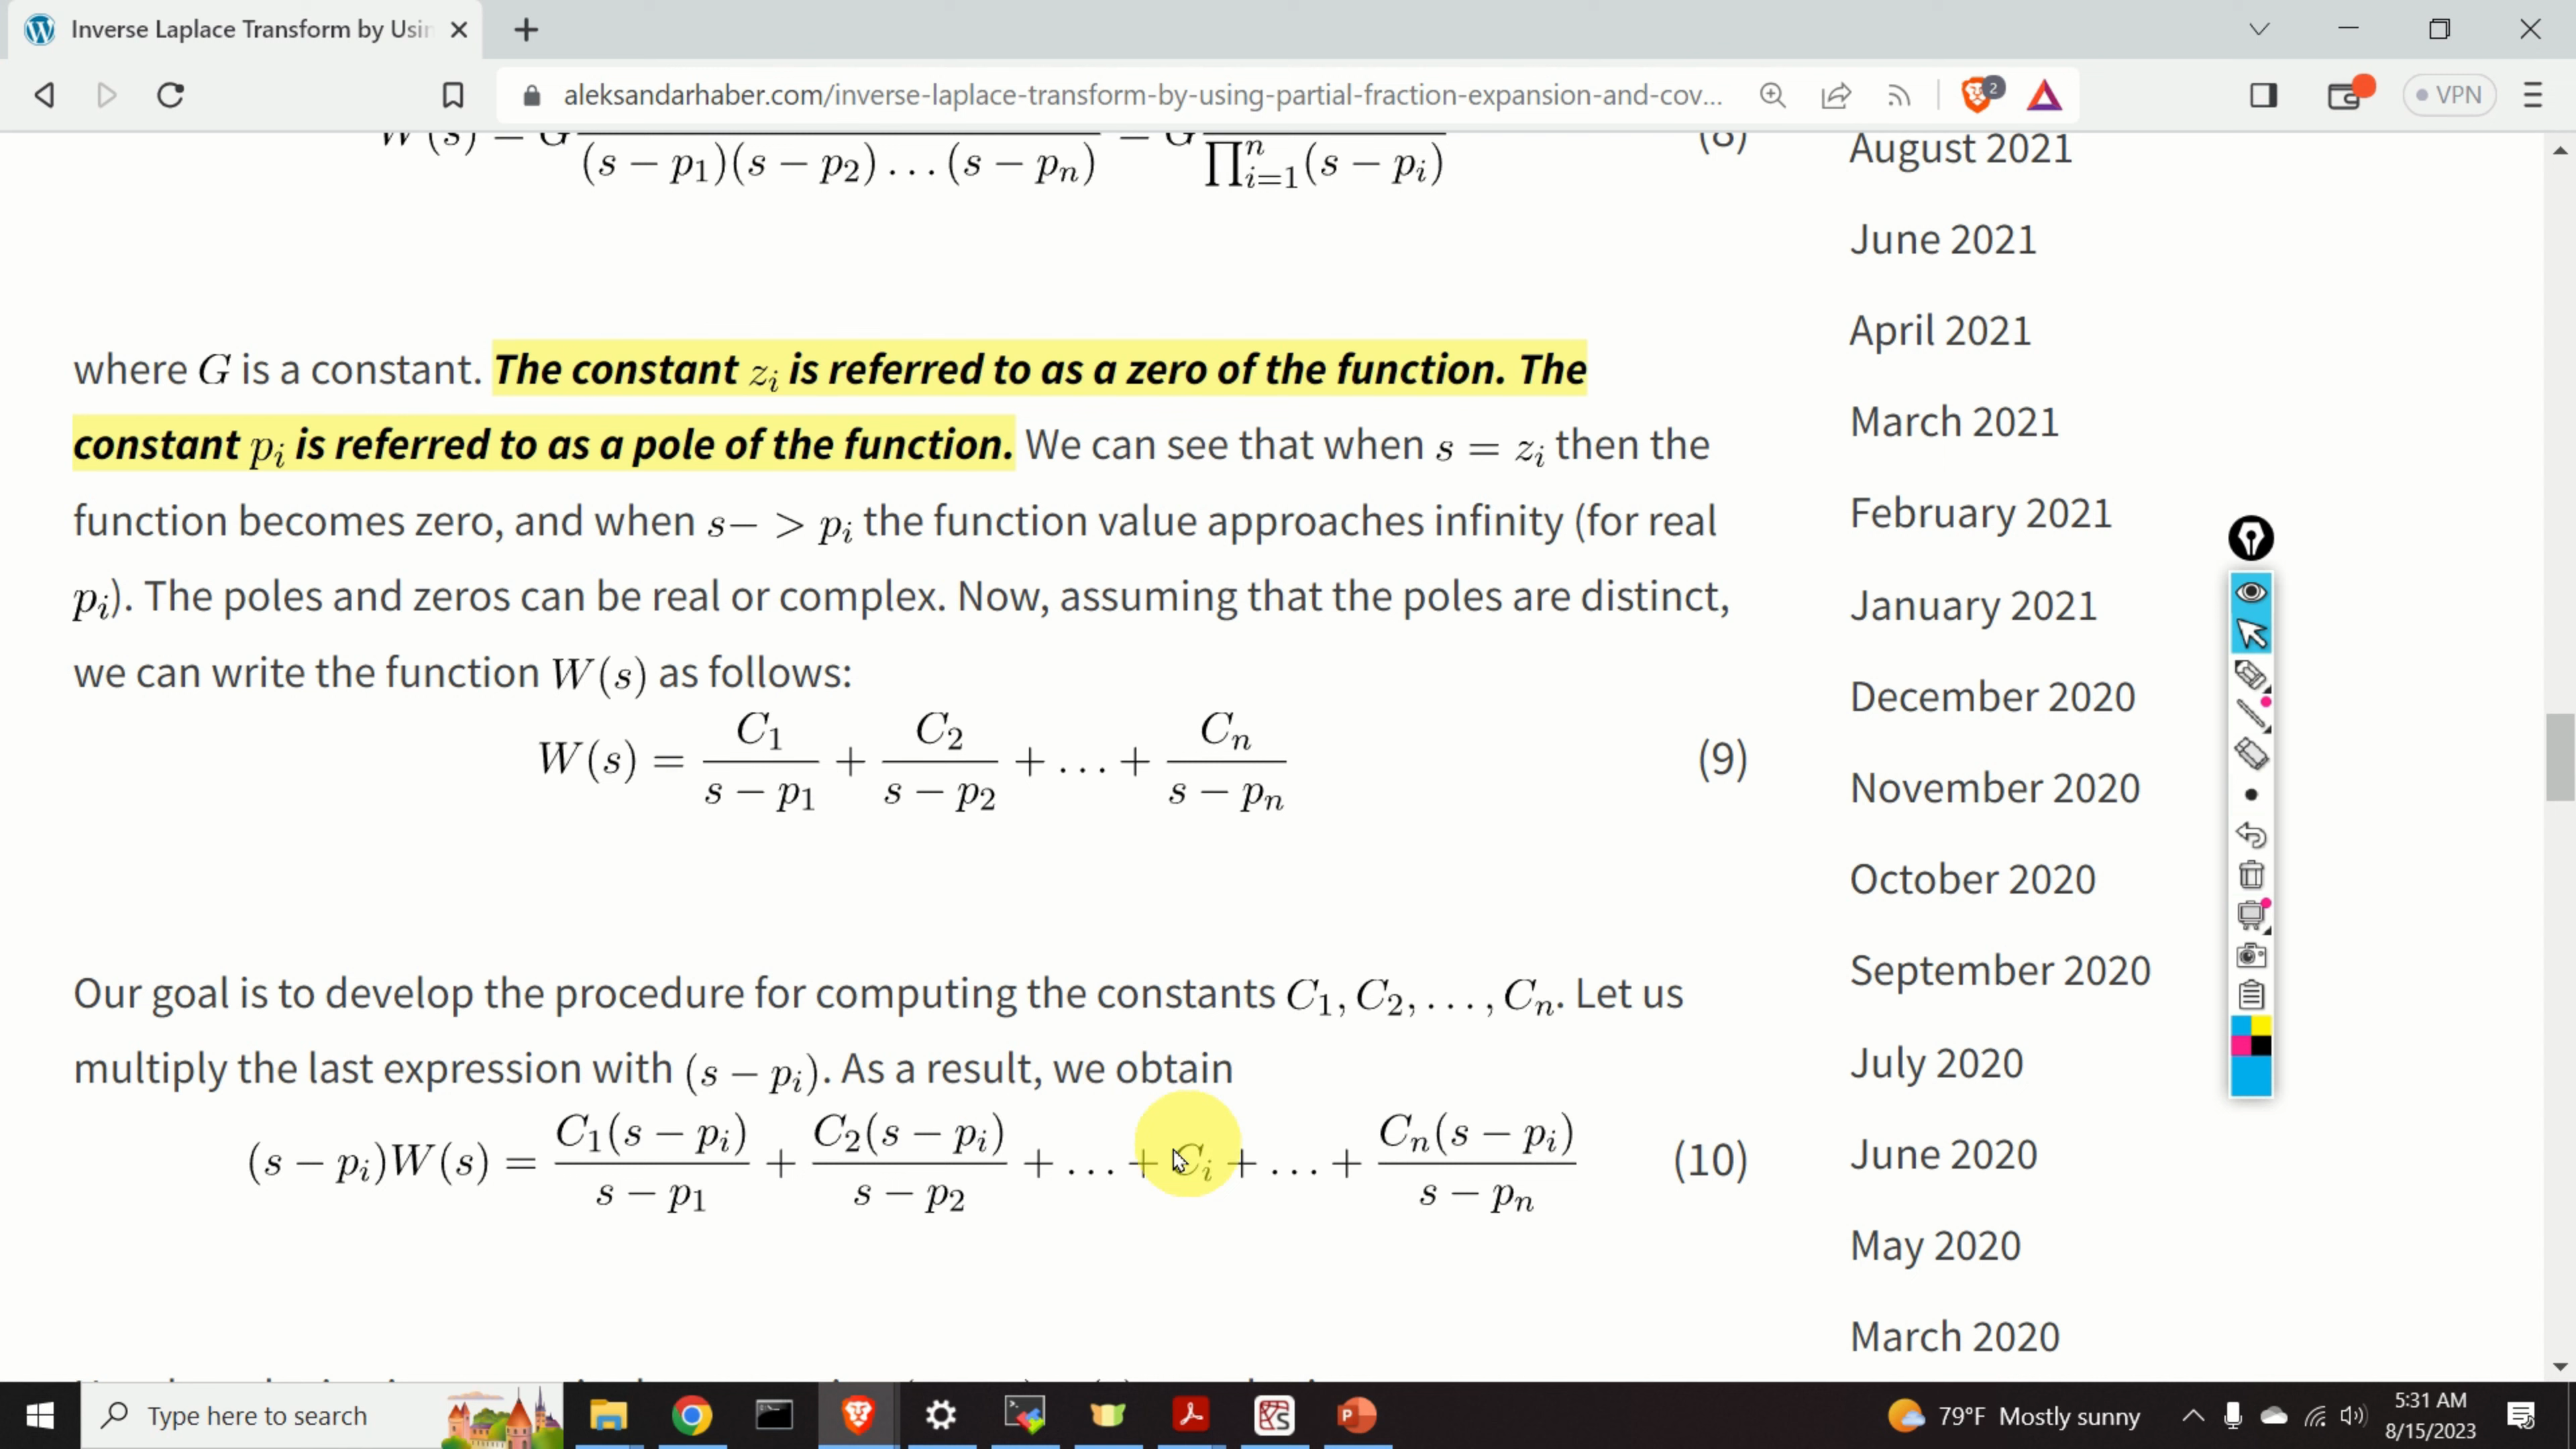 Inverse Laplace Transform by Usin
aleksandarhaber.com/inverse-laplace-transform-by-using-partial-fraction-expansion-and-cov...
2
VPN
(s − p₁)(s − p₂) … (s − pₙ)
∏ⁿᵢ₌₁(s − pᵢ)
where G is a constant. The constant zᵢ is referred to as a zero of the function. The
constant pᵢ is referred to as a pole of the function. We can see that when s = zᵢ then the
function becomes zero, and when s− > pᵢ the function value approaches infinity (for real
pᵢ). The poles and zeros can be real or complex. Now, assuming that the poles are distinct,
we can write the function W(s) as follows:
W(s) = C₁/(s − p₁) + C₂/(s − p₂) + … + Cₙ/(s − pₙ) (9)
Our goal is to develop the procedure for computing the constants C₁, C₂, …, Cₙ. Let us
multiply the last expression with (s − pᵢ). As a result, we obtain
(s − pᵢ)W(s) = C₁(s − pᵢ)/(s − p₁) + C₂(s − pᵢ)/(s − p₂) + … + Cᵢ + … + Cₙ(s − pᵢ)/(s − pₙ) (10)
August 2021
June 2021
April 2021
March 2021
February 2021
January 2021
December 2020
November 2020
October 2020
September 2020
July 2020
June 2020
May 2020
March 2020
Type here to search
79°F Mostly sunny
5:31 AM
8/15/2023